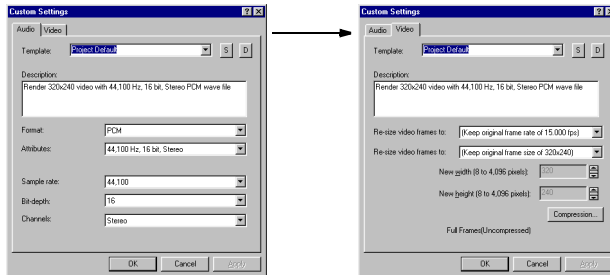 Custom Settings
Audio Video
Template: Project Default S D
Description:
Render 320x240 video with 44,100 Hz, 16 bit, Stereo PCM wave file
Format: PCM
Attributes: 44,100 Hz, 16 bit, Stereo
Sample rate: 44,100
Bit-depth: 16
Channels: Stereo
OK Cancel Apply
Custom Settings
Audio Video
Template: Project Default S D
Description:
Render 320x240 video with 44,100 Hz, 16 bit, Stereo PCM wave file
Re-size video frames to: (Keep original frame rate of 15.000 fps)
Re-size video frames to: (Keep original frame size of 320x240)
New width (8 to 4,096 pixels): 320
New height (8 to 4,096 pixels): 240
Compression...
Full Frames(Uncompressed)
OK Cancel Apply